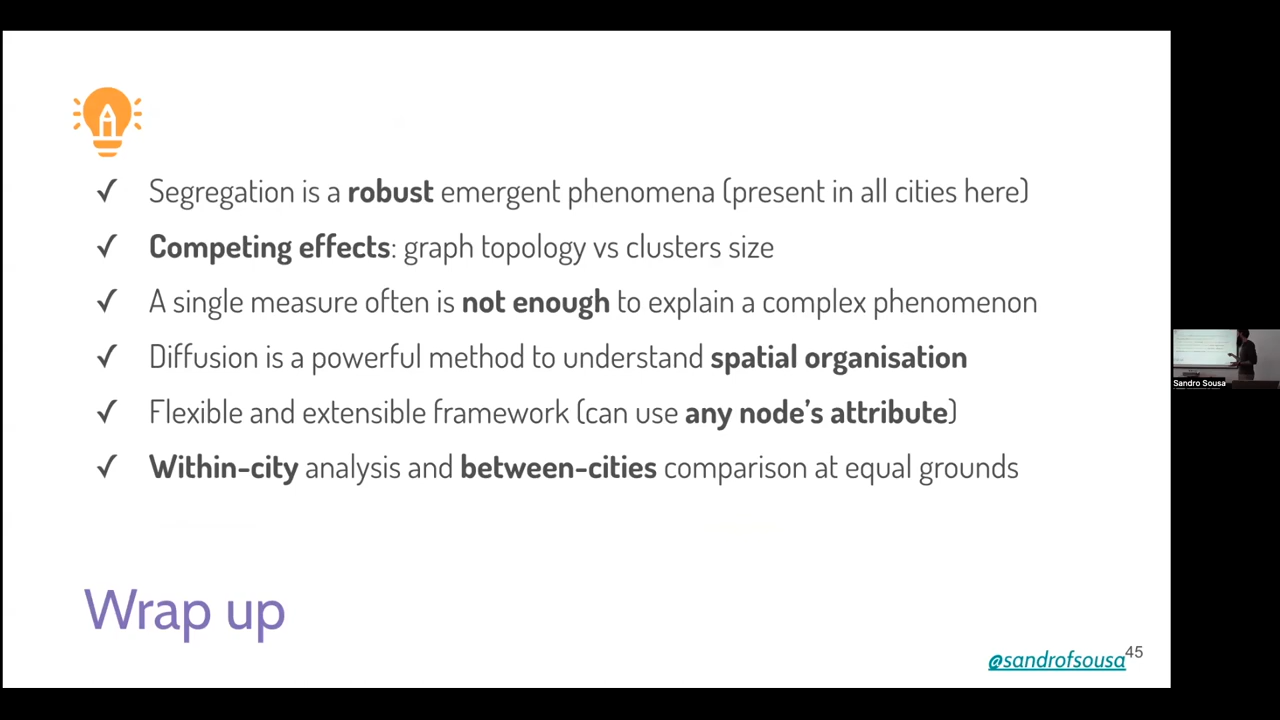 ✓ Segregation is a robust emergent phenomena (present in all cities here)
✓ Competing effects: graph topology vs clusters size
✓ A single measure often is not enough to explain a complex phenomenon
✓ Diffusion is a powerful method to understand spatial organisation
✓ Flexible and extensible framework (can use any node’s attribute)
✓ Within-city analysis and between-cities comparison at equal grounds
Wrap up
@sandrofsousa
45
Sandro Sousa